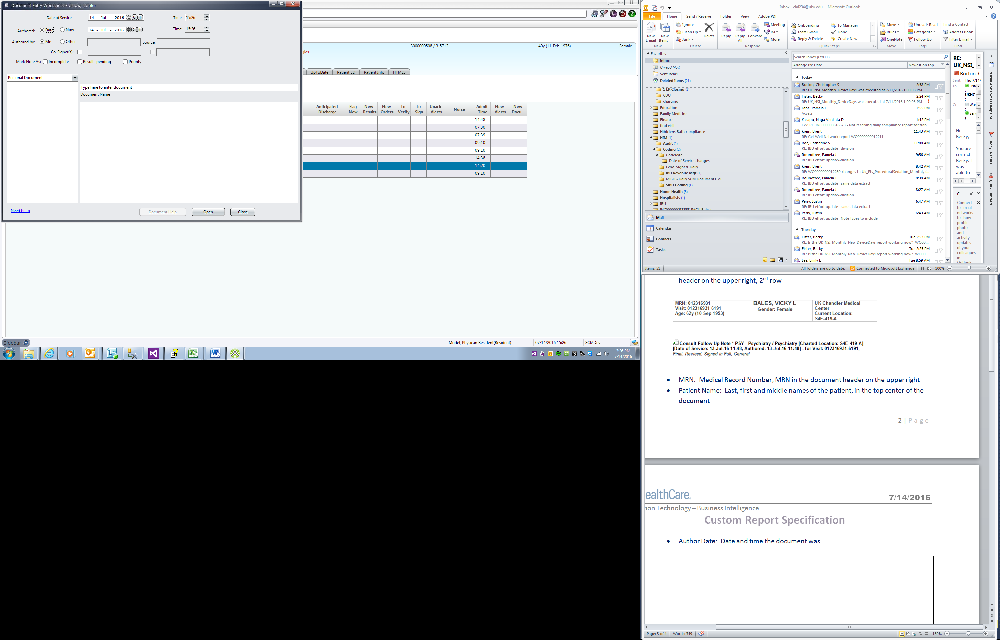 Document Entry Worksheet - yellow, stapler
Date of Service:
14 - Jul - 2016
C T
Time: 15:26
Authored: Date Now
14 - Jul - 2016
C T
Time: 15:26
Authored by: Me Other
Source:
Co-Signer(s):
Mark Note As: Incomplete Results pending Priority
Personal Documents
Type here to enter document
Document Name
Need help?
Document Help Open Close
3000000508 / 3-5712 40y (11-Feb-1976) Female
gies
UpToDate Patient ED Patient Info HTML5
Anticipated Discharge Flag New New Results New Orders To Verify To Sign Unack Alerts Nurse Admit Time New Alerts New Docu...
14:48
07:30
07:39
09:10
09:10
14:38
14:20
09:10
Sidebar
Model, Physican Resident(Resident) 07/14/2016 15:26 SCMDev
3:26 PM
7/14/2016
Inbox - clal234@uky.edu - Microsoft Outlook
File Home Send / Receive Folder View Adobe PDF
New E-mail
New Items
New
Ignore
Clean Up
Junk
Delete
Delete
Reply
Reply All
Forward
Meeting
IM
More
Respond
Onboarding
Team E-mail
Reply & Delete
To Manager
Done
Create New
Quick Steps
Move
Rules
OneNote
Move
Unread/ Read
Categorize
Follow Up
Tags
Find a Contact
Address Book
Filter E-mail
Find
Favorites
Inbox
Unread Mail
Sent Items
Deleted Items (21)
1 ER Closing (1)
CDU
charging
Education
Family Medicine
Finance
find visit
Hibiclens Bath compliance
HIM (1)
Audit (4)
Coding (2)
CodeRyte
Date of Service changes
Echo_Signed_Daily
IBU Revenue Mgt (1)
MIBU - Daily SCM Documents_V1
SIBU Coding (1)
Home Health (5)
Hospitalists (1)
IBU
Mail
Calendar
Contacts
Tasks
Search Inbox (Ctrl+E)
Arrange By: Date Newest on top
Today
Burton, Christopher S 2:58 PM
RE: UK_NSI_Monthly_DeviceDays was executed at 7/11/2016 1:00:03 PM
Fister, Becky 2:24 PM
RE: UK_NSI_Monthly_DeviceDays was executed at 7/11/2016 1:00:03 PM
Lane, Pamela I 1:55 PM
Access
Kasapu, Naga Venkata D 1:42 PM
FW: RE: INC000000616673 - Not receiving daily compliance report for tran...
Krein, Brent 11:43 AM
RE: Get Well Network report WO0000000012211
Roe, Catherine S 11:00 AM
RE: IBU effort update--division
Roundtree, Pamela J 9:56 AM
RE: IBU effort update--division
Krein, Brent 8:42 AM
RE: WO0000000012280 changes to UK_Pts_ProceduralSedation_Monthly (...
Roundtree, Pamela J 8:38 AM
RE: IBU effort update--same data extract
Roundtree, Pamela J 8:27 AM
RE: IBU effort update--division
Perry, Justin 6:47 AM
RE: IBU effort update--same data extract
Perry, Justin 6:43 AM
RE: IBU effort update--Note Types to include
Tuesday
Fister, Becky Tue 2:53 PM
RE: Is the UK_NSI_Monthly_Neo_DeviceDays report working now? WO00...
Fister, Becky Tue 2:25 PM
RE: Is the UK_NSI_Monthly_Neo_DeviceDays report working now? WO00...
Lee, Emily E Tue 8:59 AM
RE:
UK_NSI_
Burton, C
Sent: Thu 7/14/
To: Fist
;
UKHC
;
Cc: War
;
San
;
Hi
Becky,
You are
correct
Becky. I
was
able to
C...
Connect
to social
networks
to show
profile
photos
and
activity
updates
of your
colleagues
in
Outlook
Fri 8:00 AM: FW: IT Daily Ope...
Today: 4 Tasks
Quick Contacts
Items: 51 All folders are up to date. Connected to Microsoft Exchange 100%
header on the upper right, 2nd row
MRN: 012316931
Visit: 012316931-6191
Age: 62y (10-Sep-1953)
BALES, VICKY L
Gender: Female
UK Chandler Medical
Center
Current Location:
S4E-419-A
Consult Follow Up Note *-PSY - Psychiatry / Psychiatry [Charted Location: S4E-419-A]
[Date of Service: 13-Jul-16 11:48, Authored: 13-Jul-16 11:48] - for Visit: 012316931-6191,
Final, Revised, Signed in Full, General
• MRN: Medical Record Number, MRN in the document header on the upper right
• Patient Name: Last, first and middle names of the patient, in the top center of the
document
2 | Page
ealthCare.
7/14/2016
ion Technology – Business Intelligence
Custom Report Specification
• Author Date: Date and time the document was
Page: 3 of 4 Words: 349 150%